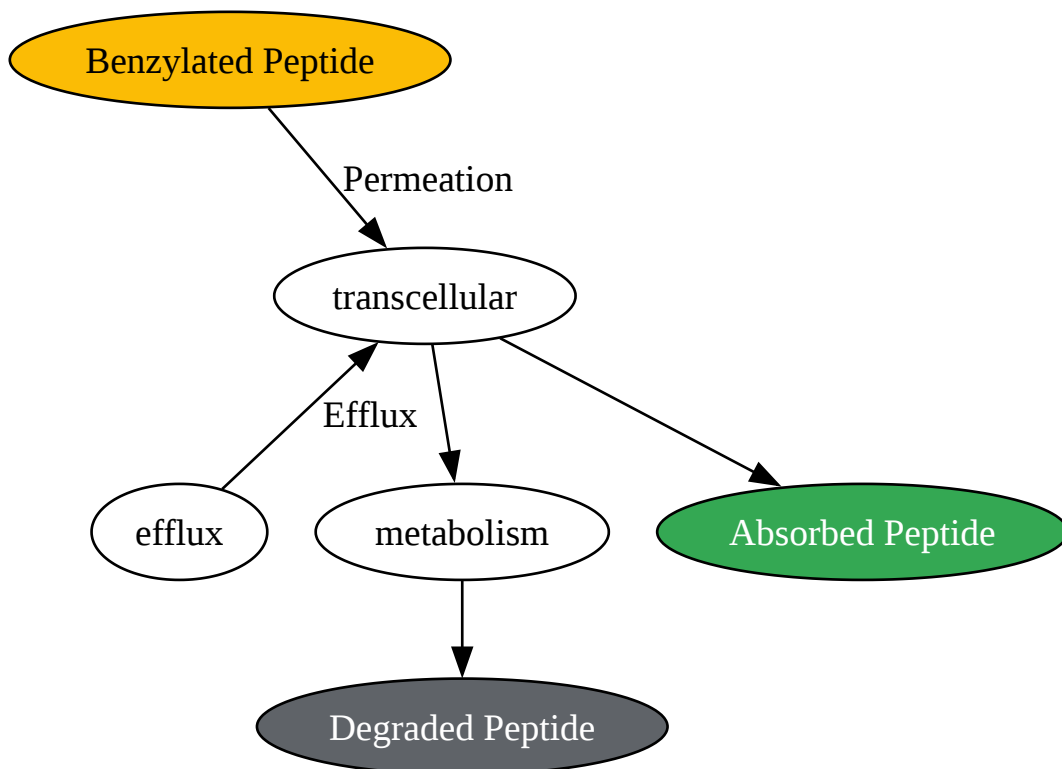 Benzylated Peptide
Permeation
transcellular
Efflux
efflux
metabolism
Absorbed Peptide
Degraded Peptide